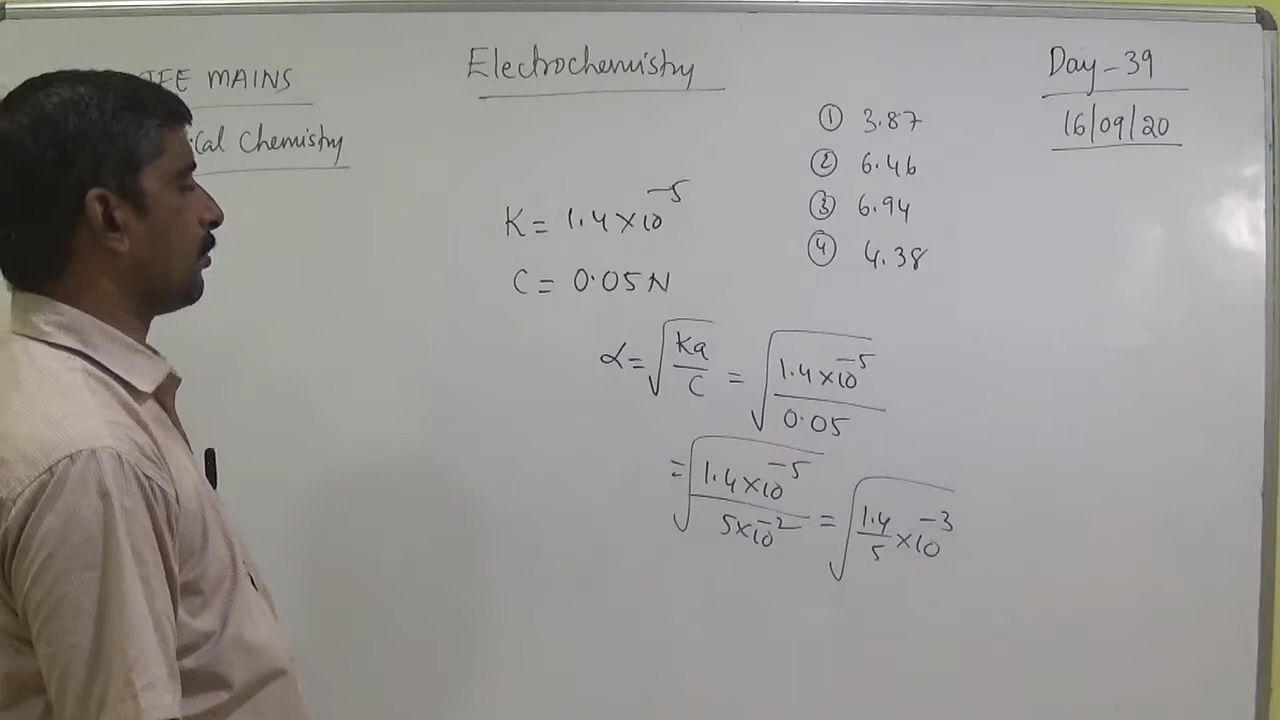 JEE MAINS
ical Chemistry
Electrochemistry
Day-39
16/09/20
① 3.87
② 6.46
③ 6.94
④ 4.38
K = 1.4×10⁻⁵
C = 0.05N
α = √(Ka/C) = √(1.4×10⁻⁵/0.05)
= √(1.4×10⁻⁵/5×10⁻²) = √(1.4/5 ×10⁻³)